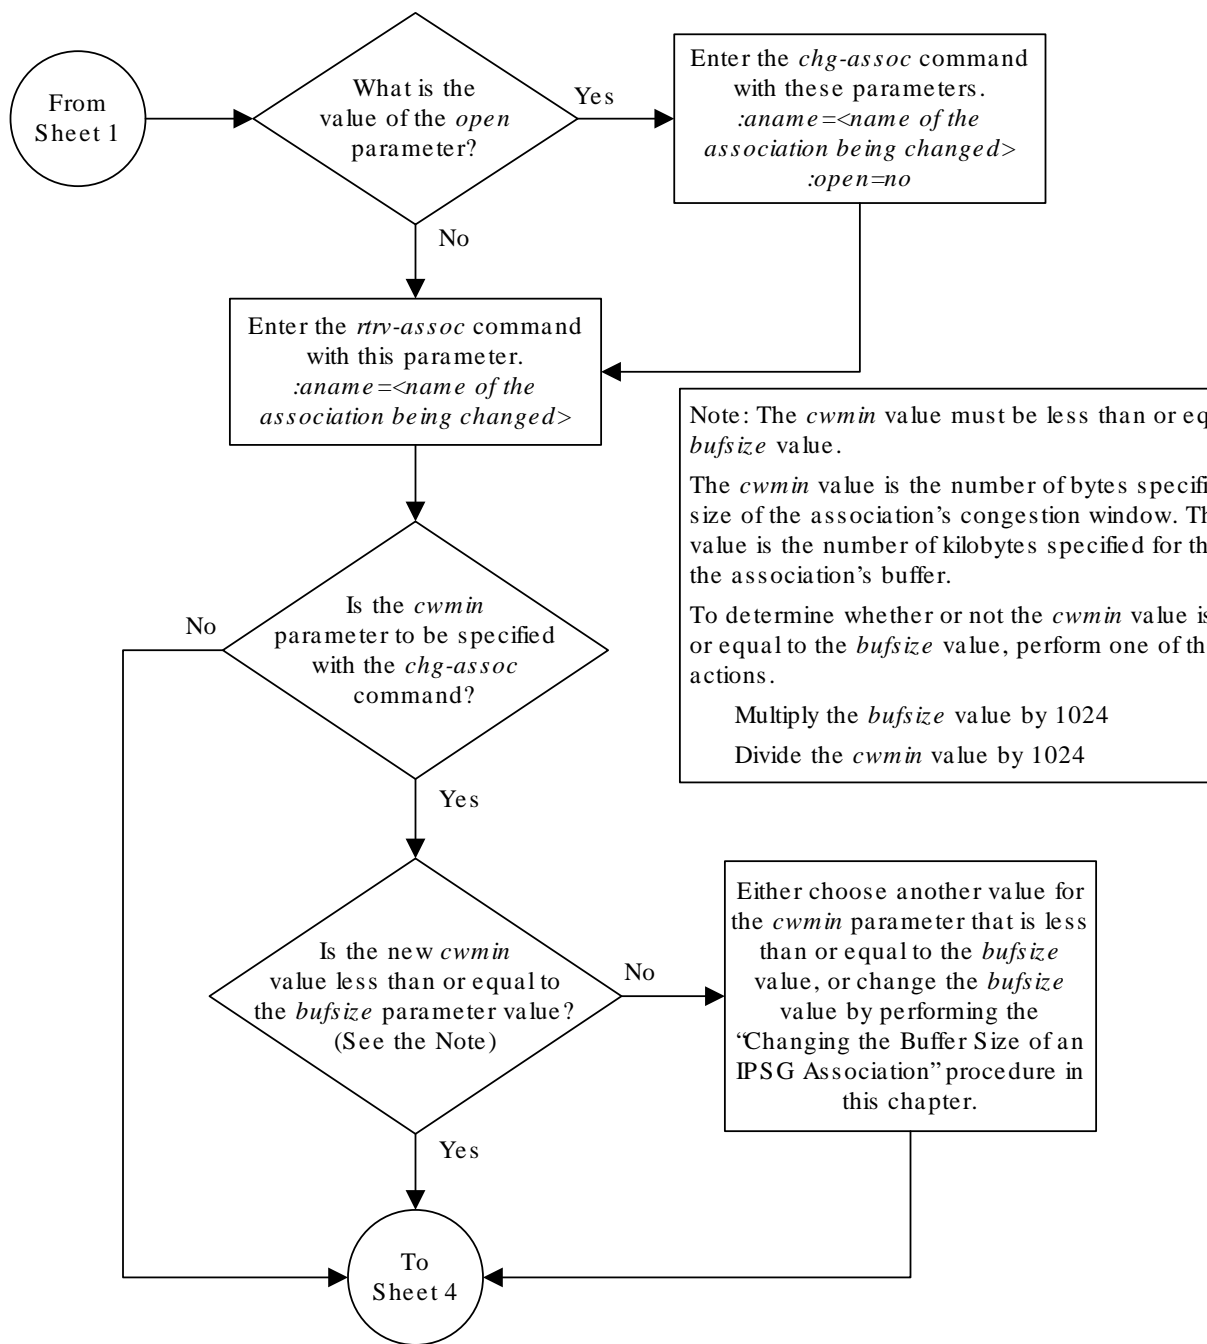 From
Sheet 1
What is the
value of the open
parameter?
Yes
Enter the chg-assoc command
with these parameters.
:aname=<name of the
association being changed>
:open=no
No
Enter the rtrv-assoc command
with this parameter.
:aname=<name of the
association being changed>
Note: The cwmin value must be less than or
bufsize value.
The cwmin value is the number of bytes
size of the association's congestion window.
value is the number of kilobytes specified for
the association's buffer.
To determine whether or not the cwmin value is
or equal to the bufsize value, perform one of
actions.
Multiply the bufsize value by 1024
Divide the cwmin value by 1024
No
Is the cwmin
parameter to be specified
with the chg-assoc
command?
Yes
Is the new cwmin
value less than or equal to
the bufsize parameter value?
(See the Note)
No
Either choose another value for
the cwmin parameter that is less
than or equal to the bufsize
value, or change the bufsize
value by performing the
“Changing the Buffer Size of an
IPSG Association” procedure in
this chapter.
Yes
To
Sheet 4